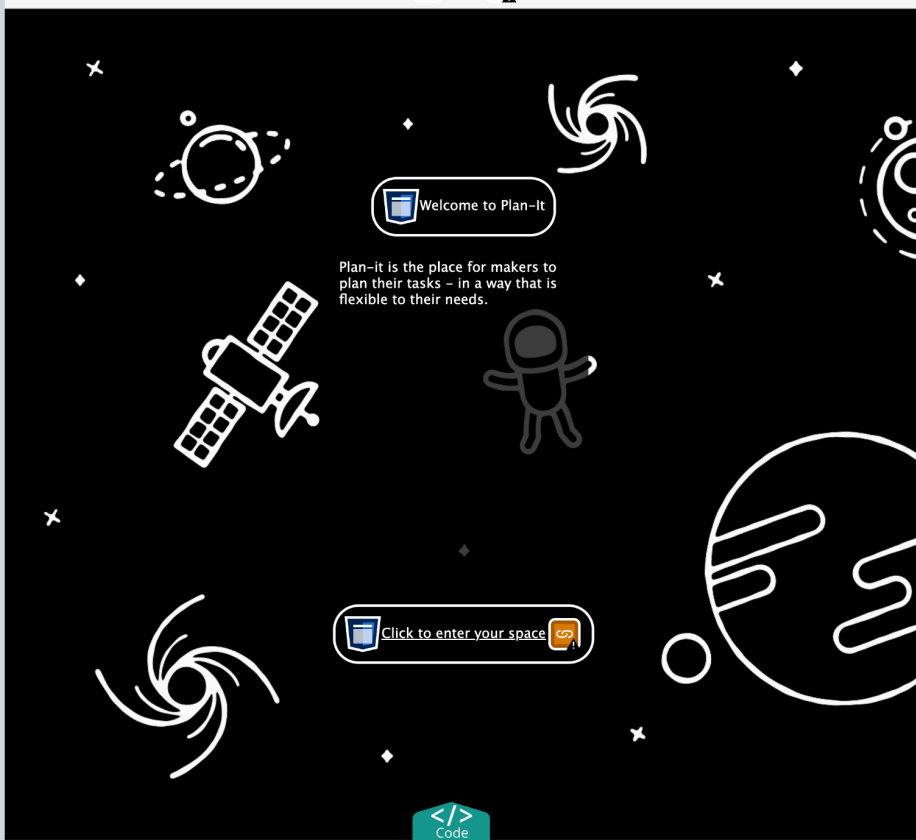 Welcome to Plan-It
Plan-it is the place for makers to
plan their tasks – in a way that is
flexible to their needs.
Click to enter your space
</>
Code